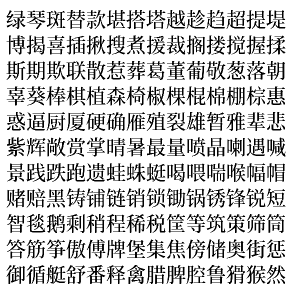 绿琴斑替款堪搭塔越趁趋超提堤
博揭喜插揪搜煮援裁搁搂搅握揉
斯期欺联散惹葬葛董葡敬葱落朝
辜葵棒棋植森椅椒棵棍棉棚棕惠
惑逼厨厦硬确雁殖裂雄暂雅辈悲
紫辉敞赏掌晴暑最量喷晶喇遇喊
景践跌跑遗蛙蛛蜓喝喂喘喉幅帽
赌赔黑铸铺链销锁锄锅锈锋锐短
智毯鹅剩稍程稀税筐等筑策筛筒
答筋筝傲傅牌堡集焦傍储奥街惩
御循艇舒番释禽腊脾腔鲁猾猴然